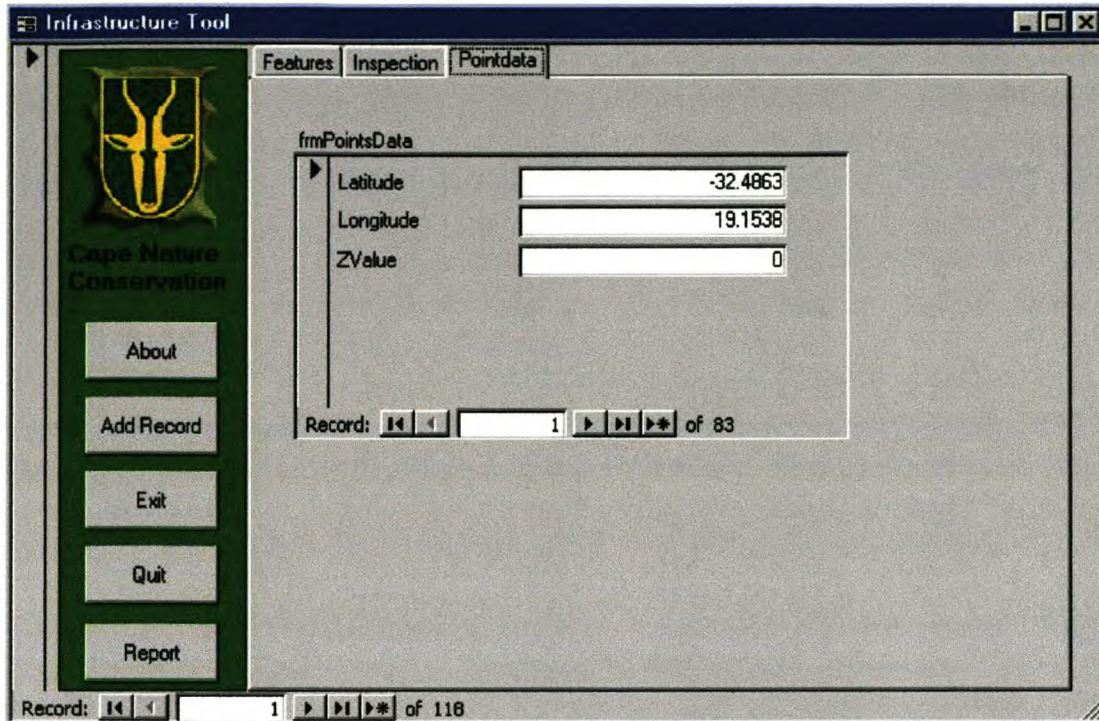 Infrastructure Tool
Features Inspection Pointdata
Cape Nature
Conservation
About
Add Record
Exit
Quit
Report
frmPointsData
Latitude -32.4863
Longitude 19.1538
ZValue 0
Record: 1 of 83
Record: 1 of 118